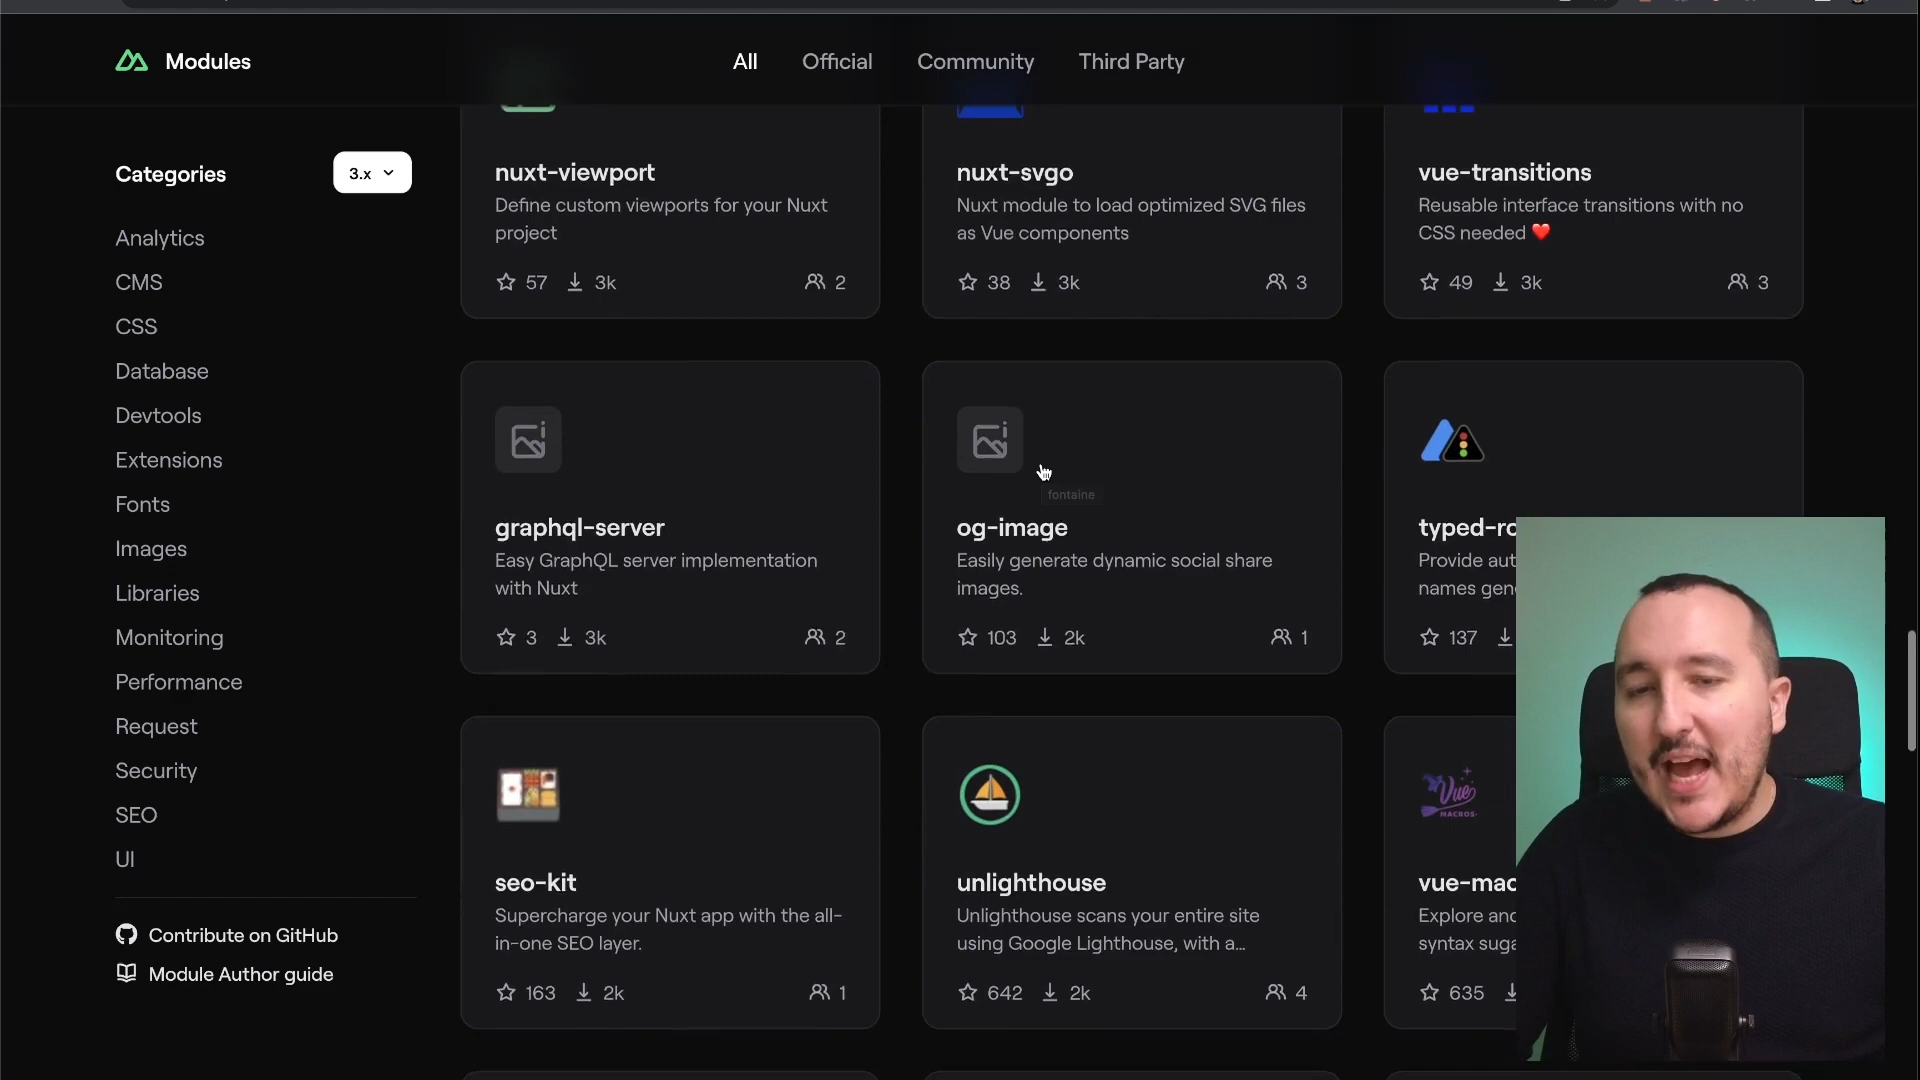 Modules
All Official Community Third Party
Categories
3.x
Analytics
CMS
CSS
Database
Devtools
Extensions
Fonts
Images
Libraries
Monitoring
Performance
Request
Security
SEO
UI
Contribute on GitHub
Module Author guide
nuxt-viewport
Define custom viewports for your Nuxt
project
57 3k 2
nuxt-svgo
Nuxt module to load optimized SVG files
as Vue components
38 3k 3
vue-transitions
Reusable interface transitions with no
CSS needed ❤️
49 3k 3
graphql-server
Easy GraphQL server implementation
with Nuxt
3 3k 2
fontaine
og-image
Easily generate dynamic social share
images.
103 2k 1
typed-ro
Provide aut
names gen
137
seo-kit
Supercharge your Nuxt app with the all-
in-one SEO layer.
163 2k 1
unlighthouse
Unlighthouse scans your entire site
using Google Lighthouse, with a...
642 2k 4
Vue
MACROS
vue-mac
Explore and
syntax suga
635